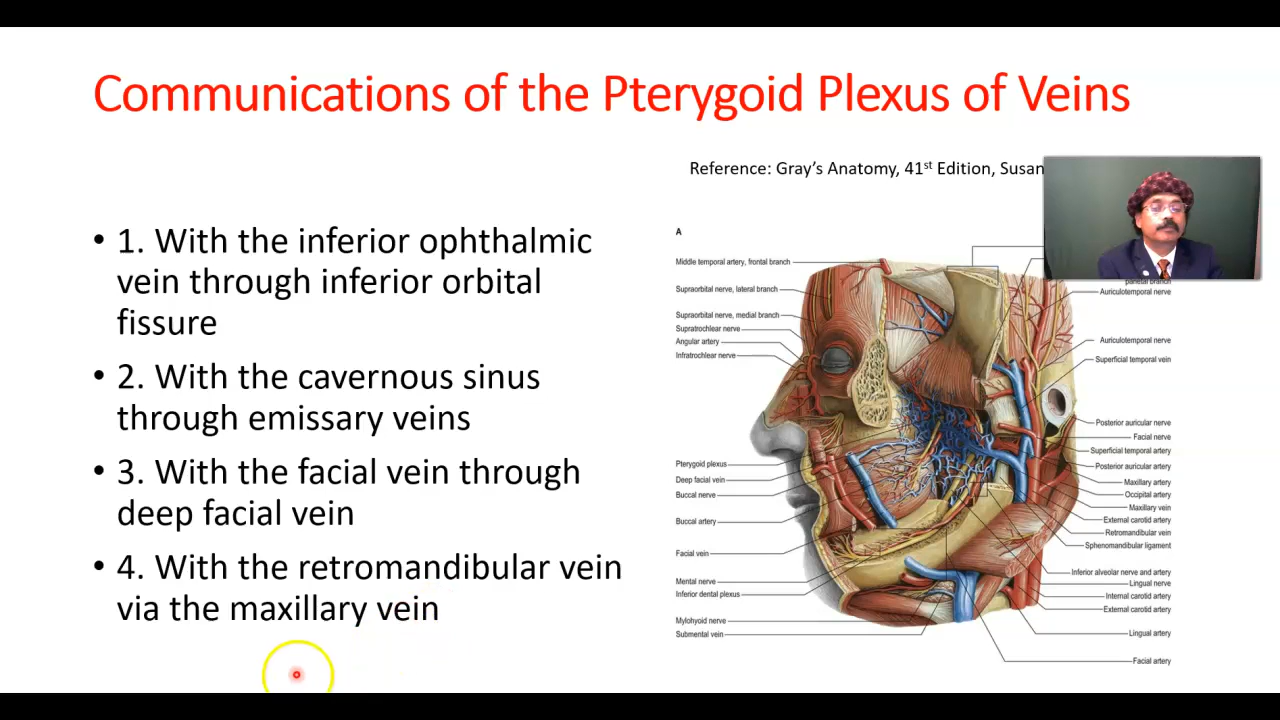 Communications of the Pterygoid Plexus of Veins
Reference: Gray's Anatomy, 41st Edition, Susan
• 1. With the inferior ophthalmic
vein through inferior orbital
fissure
• 2. With the cavernous sinus
through emissary veins
• 3. With the facial vein through
deep facial vein
• 4. With the retromandibular vein
via the maxillary vein
A
Middle temporal artery, frontal branch
Supraorbital nerve, lateral branch
Supraorbital nerve, medial branch
Supratrochlear nerve
Angular artery
Infratrochlear nerve
Pterygoid plexus
Deep facial vein
Buccal nerve
Buccal artery
Facial vein
Mental nerve
Inferior dental plexus
Mylohyoid nerve
Submental vein
parietal branch
Auriculotemporal nerve
Auriculotemporal nerve
Superficial temporal vein
Posterior auricular nerve
Facial nerve
Superficial temporal artery
Posterior auricular artery
Maxillary artery
Occipital artery
Maxillary vein
External carotid artery
Retromandibular vein
Sphenomandibular ligament
Inferior alveolar nerve and artery
Lingual nerve
Internal carotid artery
External carotid artery
Lingual artery
Facial artery